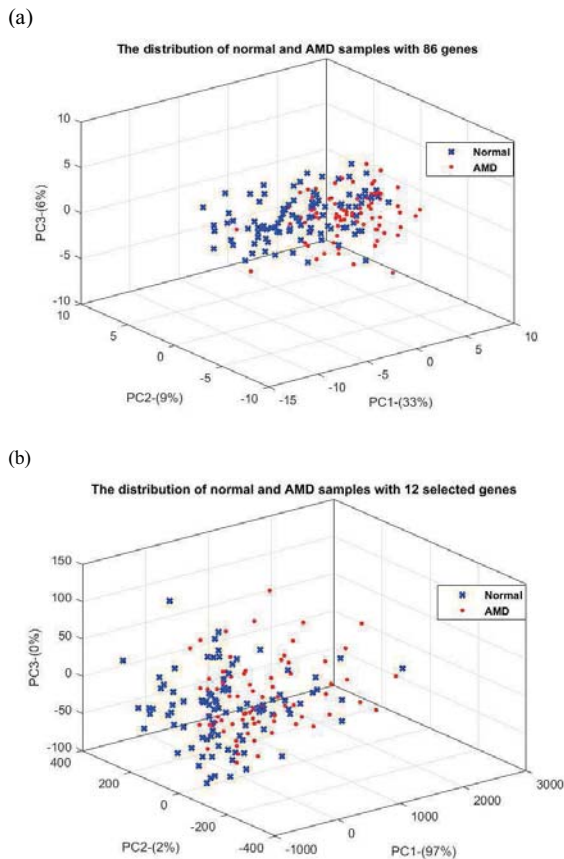 (a)
The distribution of normal and AMD samples with 86 genes
10
5
0
-5
-10
PC3-(6%)
Normal
AMD
10
5
0
-5
-10
PC2-(9%)
-15
-10
-5
0
5
10
PC1-(33%)
(b)
The distribution of normal and AMD samples with 12 selected genes
150
100
50
0
-50
-100
PC3-(0%)
Normal
AMD
400
200
0
-200
-400
PC2-(2%)
-1000
0
1000
2000
3000
PC1-(97%)